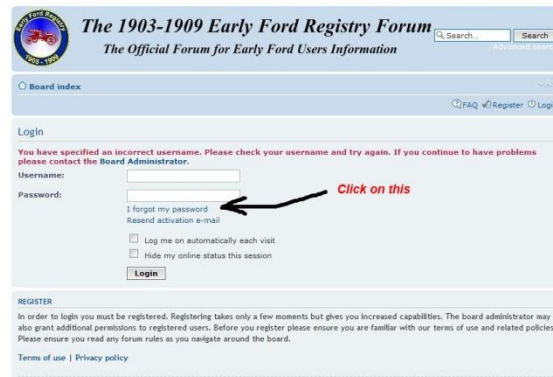 Early Ford Registry
1903 - 1909
The 1903-1909 Early Ford Registry Forum
The Official Forum for Early Ford Users Information
Search...
Search
Advanced search
Board index
FAQ Register Logi
Login
You have specified an incorrect username. Please check your username and try again. If you continue to have problems
please contact the Board Administrator.
Username:
Password:
Click on this
I forgot my password
Resend activation e-mail
Log me on automatically each visit
Hide my online status this session
Login
REGISTER
In order to login you must be registered. Registering takes only a few moments but gives you increased capabilities. The board administrator may
also grant additional permissions to registered users. Before you register please ensure you are familiar with our terms of use and related policies.
Please ensure you read any forum rules as you navigate around the board.
Terms of use | Privacy policy